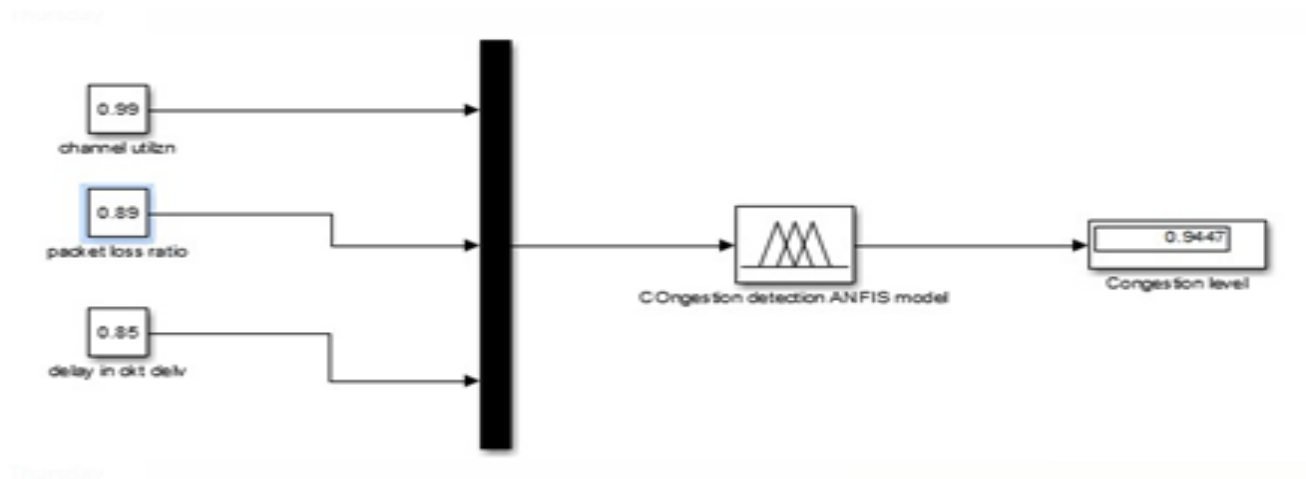 0.99
channel utilzn
0.89
packet loss ratio
0.85
delay in pkt delv
COngestion detection ANFIS model
0.9447
Congestion level